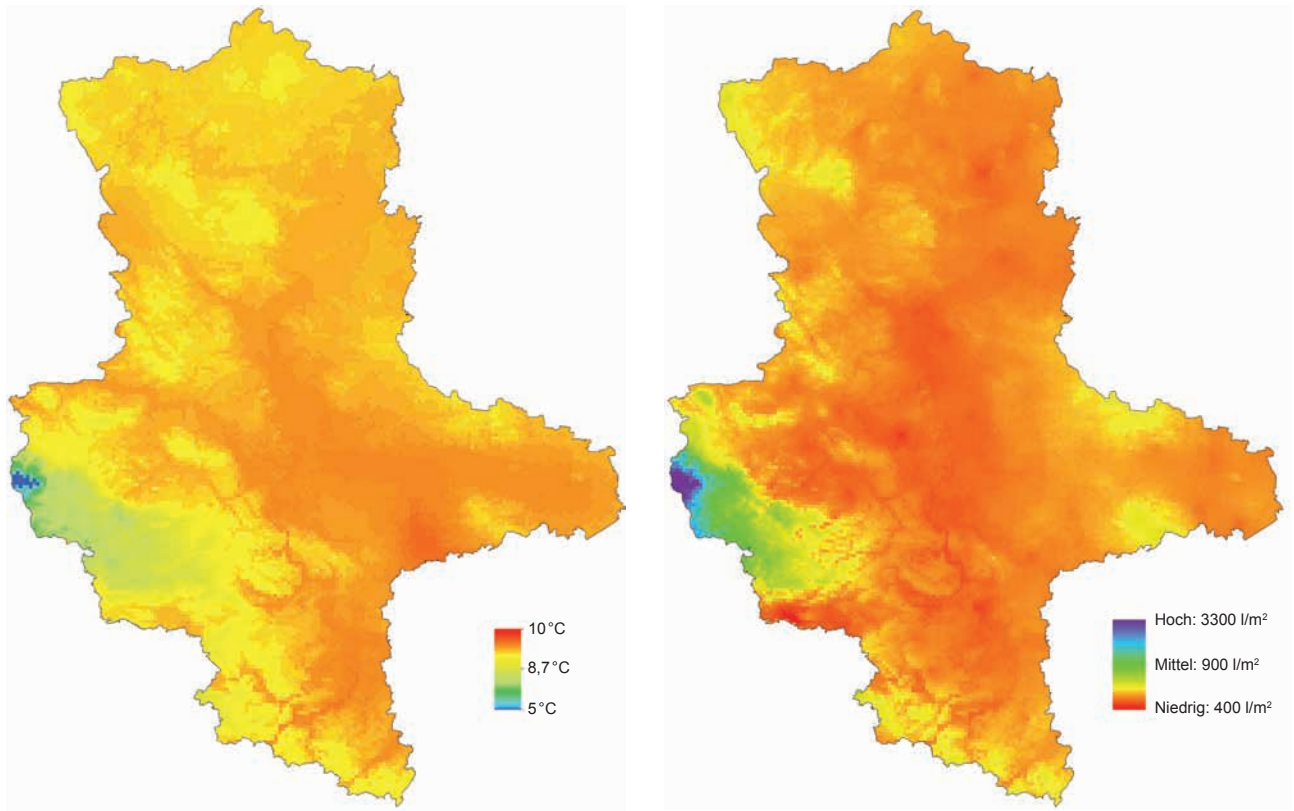 10 °C
8,7 °C
5 °C
Hoch: 3300 l/m²
Mittel: 900 l/m²
Niedrig: 400 l/m²